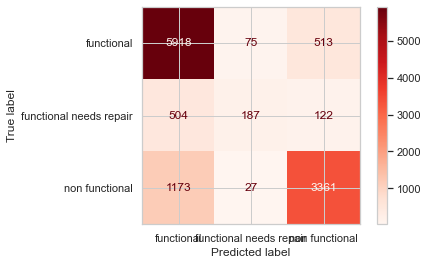 functional 5918 75 513
functional needs repair 504 187 122
non functional 1173 27 3361
functional functional needs repair non functional
Predicted label
True label
5000
4000
3000
2000
1000